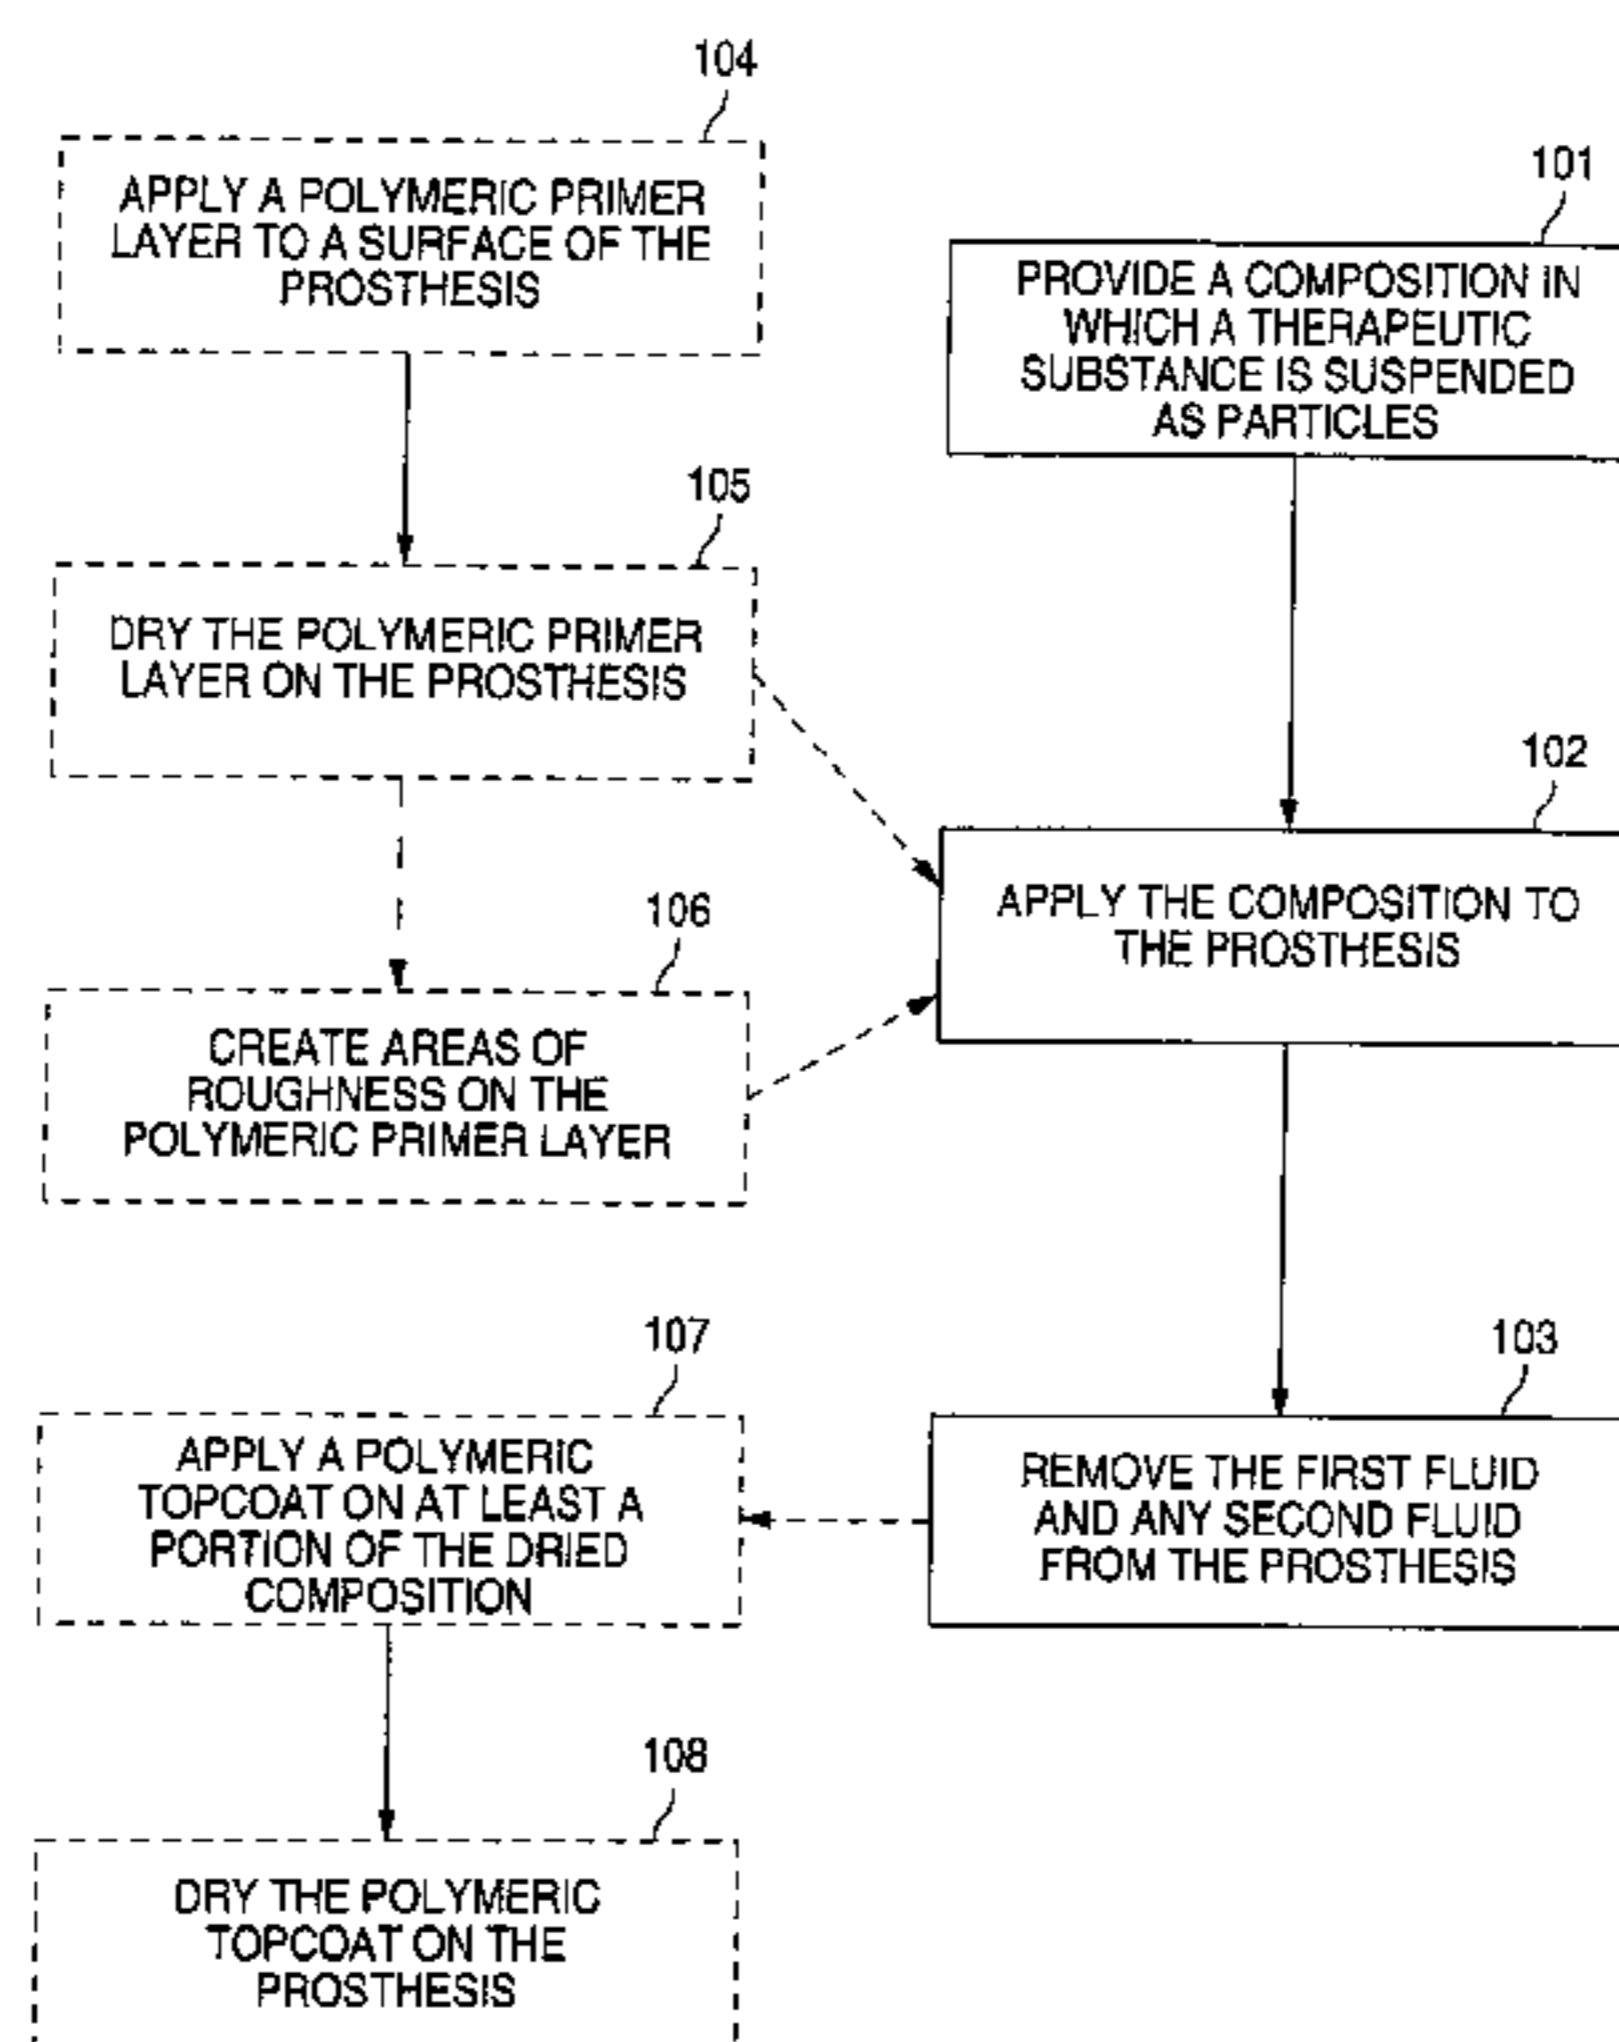 104
APPLY A POLYMERIC PRIMER
LAYER TO A SURFACE OF THE
PROSTHESIS
101
PROVIDE A COMPOSITION IN
WHICH A THERAPEUTIC
SUBSTANCE IS SUSPENDED
AS PARTICLES
105
DRY THE POLYMERIC PRIMER
LAYER ON THE PROSTHESIS
102
APPLY THE COMPOSITION TO
THE PROSTHESIS
106
CREATE AREAS OF
ROUGHNESS ON THE
POLYMERIC PRIMER LAYER
107
APPLY A POLYMERIC
TOPCOAT ON AT LEAST A
PORTION OF THE DRIED
COMPOSITION
103
REMOVE THE FIRST FLUID
AND ANY SECOND FLUID
FROM THE PROSTHESIS
108
DRY THE POLYMERIC
TOPCOAT ON THE
PROSTHESIS